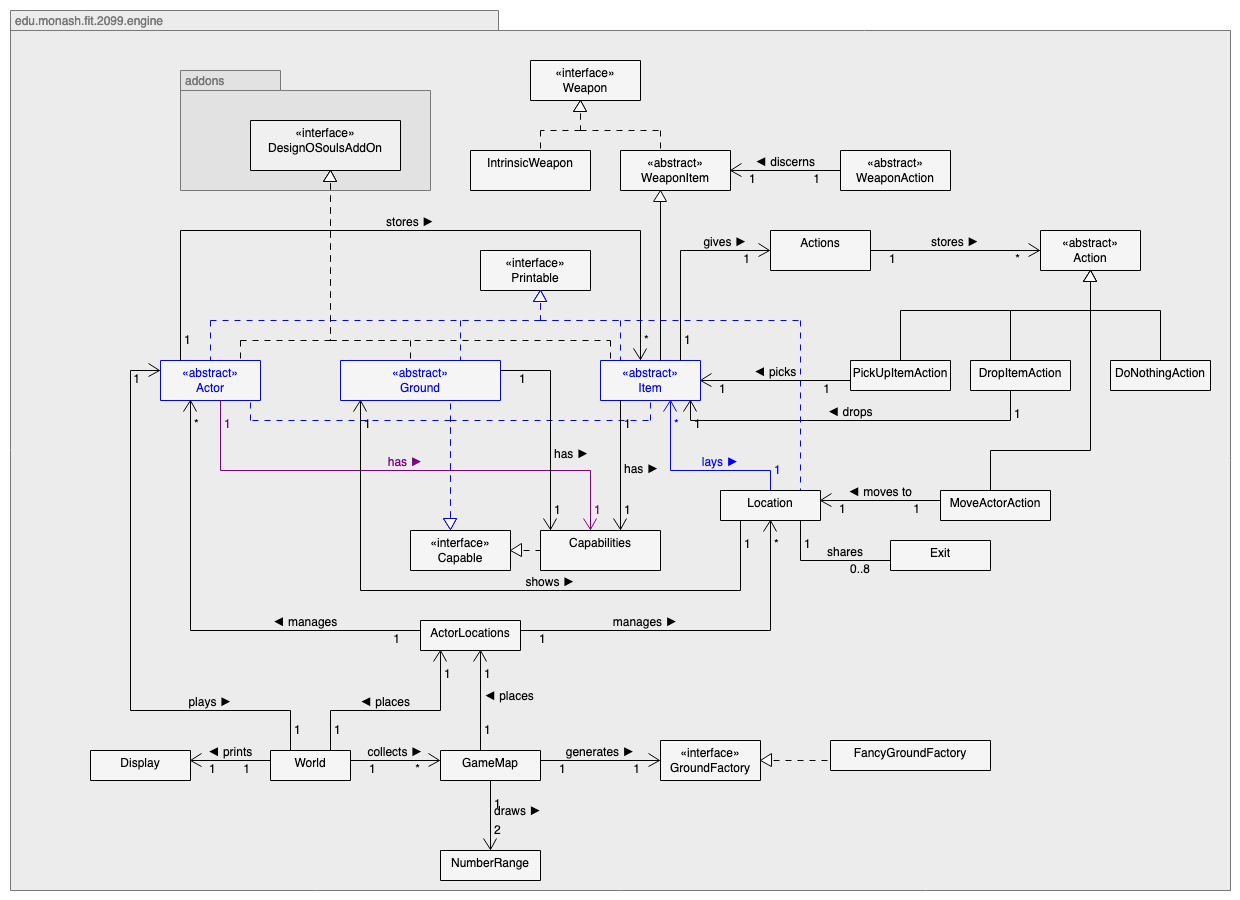 edu.monash.fit.2099.engine
addons
«interface»
DesignOSoulsAddOn
«interface»
Weapon
IntrinsicWeapon
«abstract»
WeaponItem
◄ discerns
1
1
«abstract»
WeaponAction
stores ►
«interface»
Printable
gives ►
1
Actions
stores ►
1
*
«abstract»
Action
1
*
1
1
«abstract»
Actor
«abstract»
Ground
1
«abstract»
Item
◄ picks
1
1
PickUpItemAction
DropItemAction
DoNothingAction
*
1
1
1
*
1
◄ drops
1
has ►
has ►
has ►
lays ►
1
1
1
1
Location
◄ moves to
1
1
MoveActorAction
«interface»
Capable
Capabilities
1
*
1
shares
0..8
Exit
shows ►
◄ manages
1
ActorLocations
manages ►
1
1
1
plays ►
◄ places
◄ places
1
1
1
Display
◄ prints
1
1
World
collects ►
1
*
GameMap
generates ►
1
1
«interface»
GroundFactory
FancyGroundFactory
1
draws ►
2
NumberRange